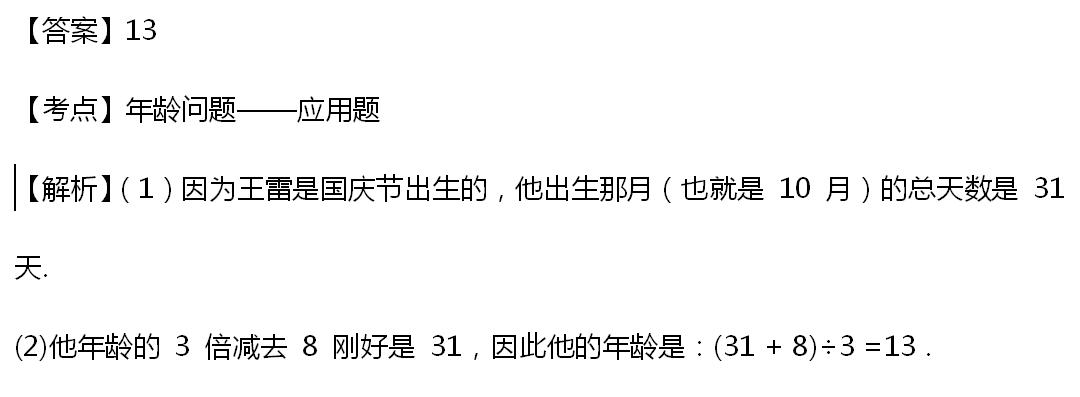 【答案】13
【考点】年龄问题——应用题
【解析】（1）因为王雷是国庆节出生的，他出生那月（也就是 10 月）的总天数是 31
天.
(2)他年龄的 3 倍减去 8 刚好是 31，因此他的年龄是：(31 + 8)÷3 =13 .